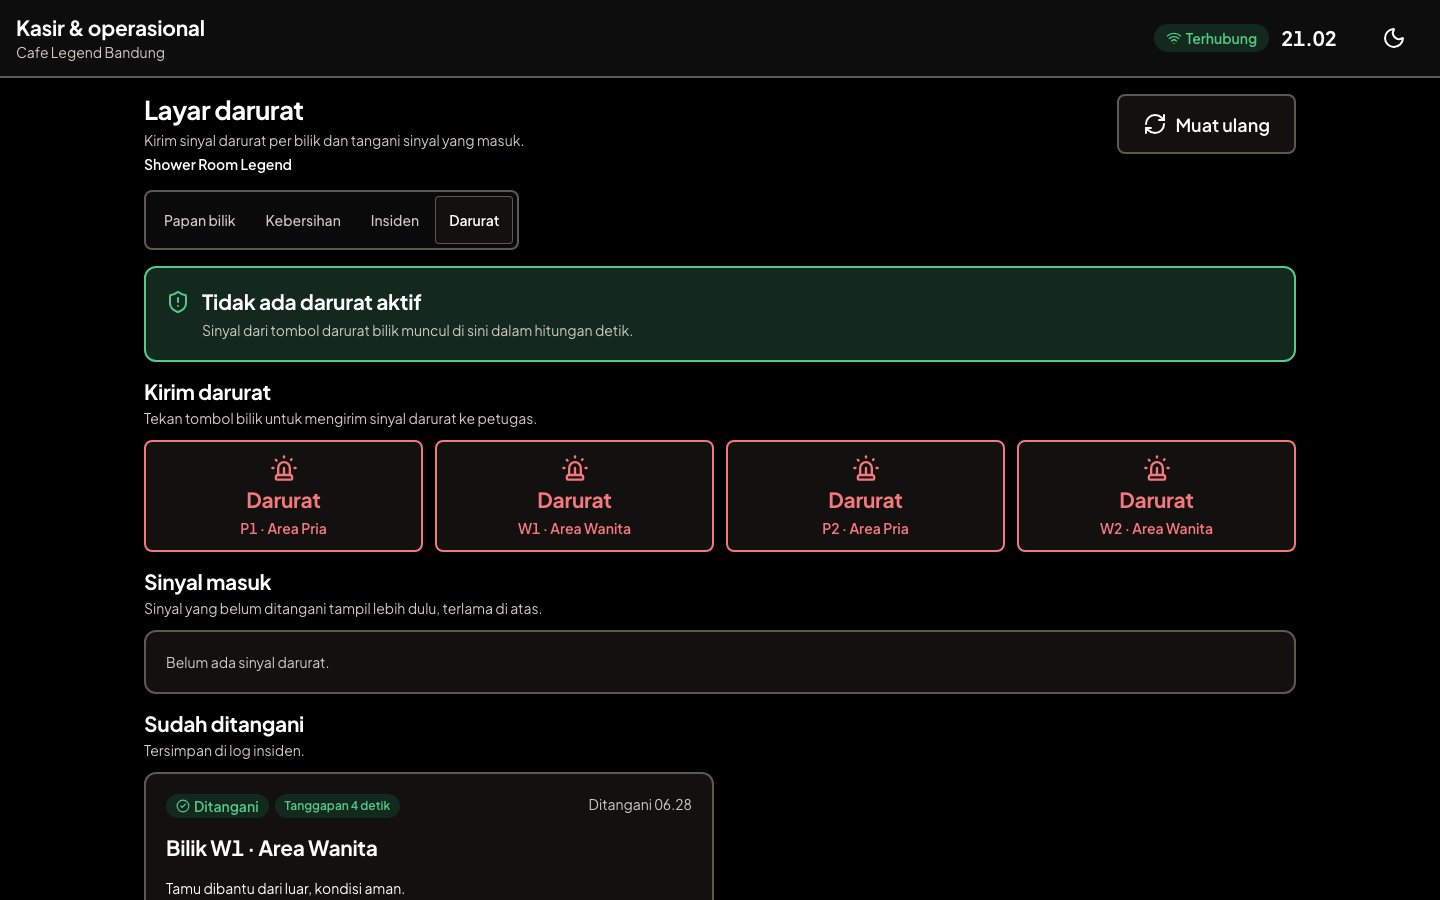 Kasir & operasional
Cafe Legend Bandung
Terhubung
21.02
Layar darurat
Kirim sinyal darurat per bilik dan tangani sinyal yang masuk.
Shower Room Legend
Muat ulang
Papan bilik
Kebersihan
Insiden
Darurat
Tidak ada darurat aktif
Sinyal dari tombol darurat bilik muncul di sini dalam hitungan detik.
Kirim darurat
Tekan tombol bilik untuk mengirim sinyal darurat ke petugas.
Darurat
P1 · Area Pria
Darurat
W1 · Area Wanita
Darurat
P2 · Area Pria
Darurat
W2 · Area Wanita
Sinyal masuk
Sinyal yang belum ditangani tampil lebih dulu, terlama di atas.
Belum ada sinyal darurat.
Sudah ditangani
Tersimpan di log insiden.
Ditangani
Tanggapan 4 detik
Ditangani 06.28
Bilik W1 · Area Wanita
Tamu dibantu dari luar, kondisi aman.